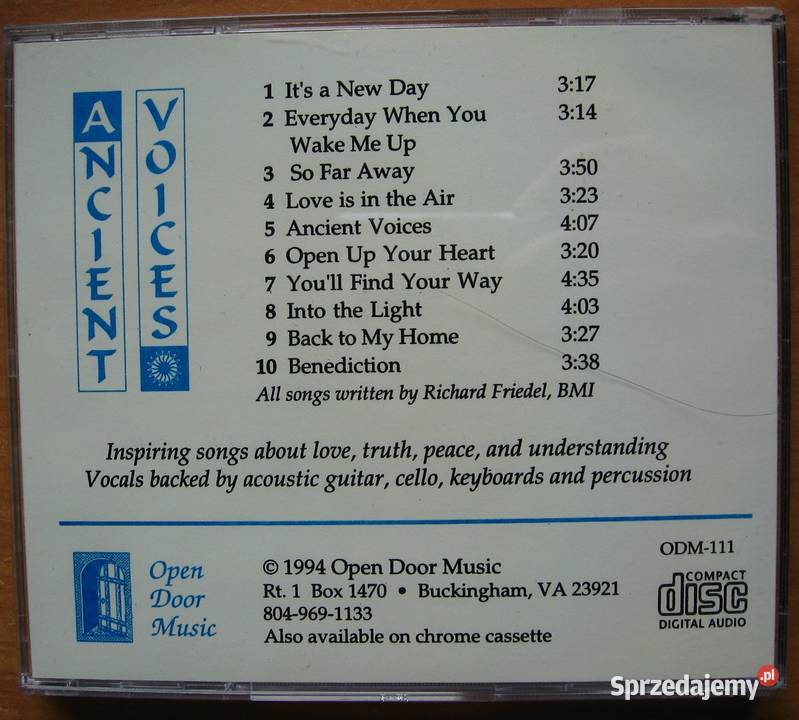 ANCIENT
VOICES
1 It's a New Day 3:17
2 Everyday When You 3:14
Wake Me Up
3 So Far Away 3:50
4 Love is in the Air 3:23
5 Ancient Voices 4:07
6 Open Up Your Heart 3:20
7 You'll Find Your Way 4:35
8 Into the Light 4:03
9 Back to My Home 3:27
10 Benediction 3:38
All songs written by Richard Friedel, BMI
Inspiring songs about love, truth, peace, and understanding
Vocals backed by acoustic guitar, cello, keyboards and percussion
Open
Door
Music
© 1994 Open Door Music
Rt. 1 Box 1470 • Buckingham, VA 23921
804-969-1133
Also available on chrome cassette
ODM-111
COMPACT
disc
DIGITAL AUDIO
Sprzedajemy.pl